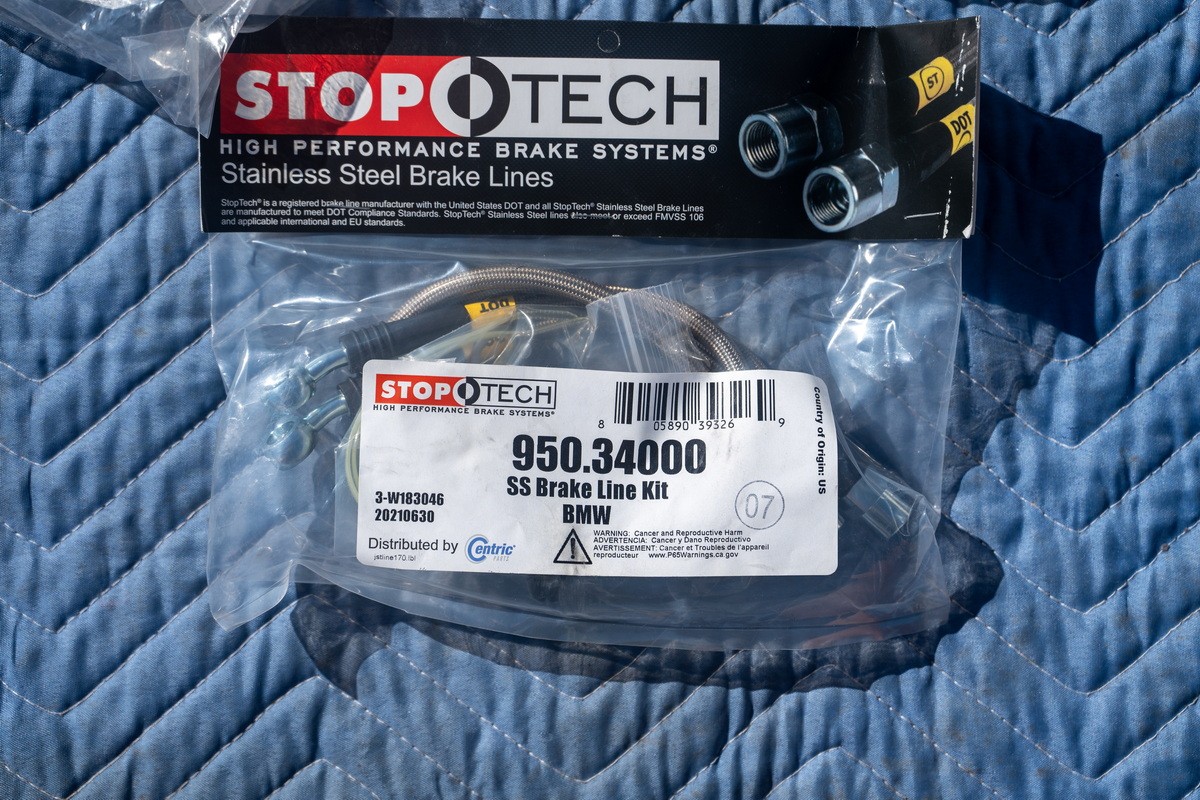 STOPTECH
HIGH PERFORMANCE BRAKE SYSTEMS®
Stainless Steel Brake Lines
StopTech® is a registered brake line manufacturer with the United States DOT and all StopTech® Stainless Steel Brake Lines
are manufactured to meet DOT Compliance Standards. StopTech® Stainless Steel lines also meet or exceed FMVSS 106
and applicable international and EU standards.
ST
DOT
DOT
STOPTECH
HIGH PERFORMANCE BRAKE SYSTEMS®
8 05890 39326 9
Country of Origin: US
950.34000
SS Brake Line Kit
BMW
3-W183046
20210630
07
Distributed by Centric PARTS
jstline170.lbl
WARNING: Cancer and Reproductive Harm
ADVERTENCIA: Cancer y Dano Reproductivo
AVERTISSEMENT: Cancer et Troubles de l'appareil
reproducteur www.P65Warnings.ca.gov